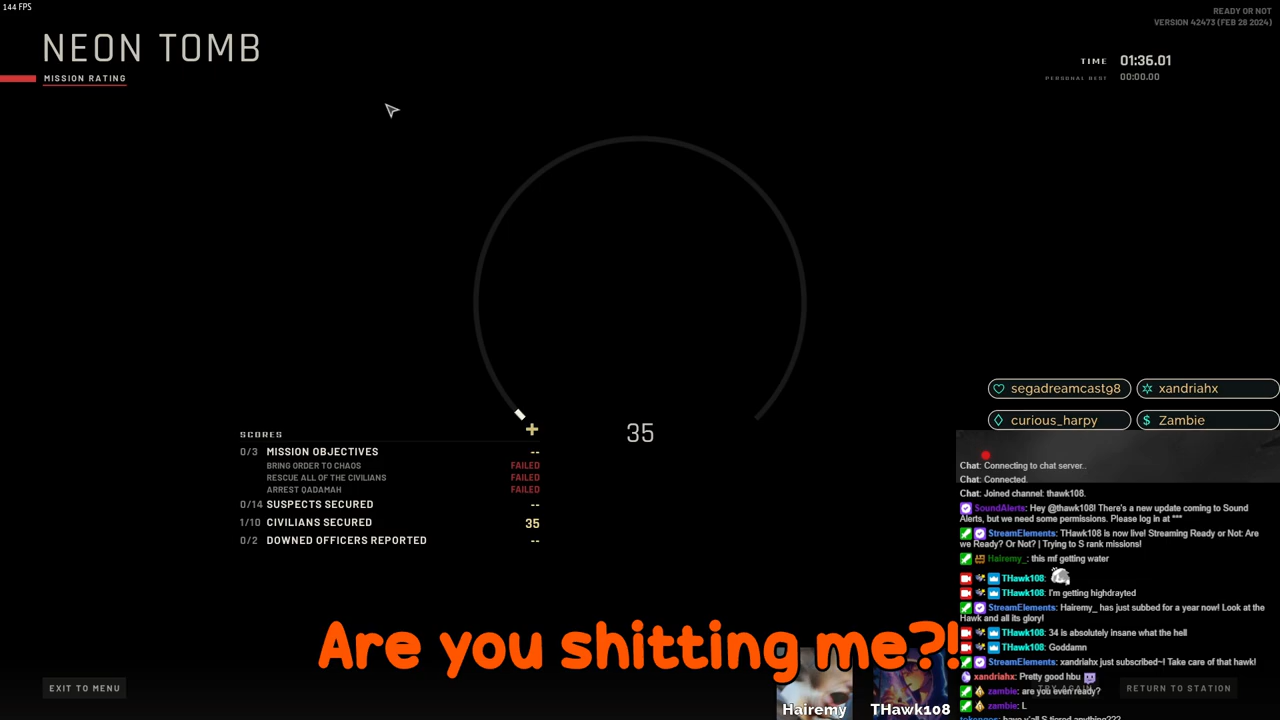 144 FPS
READY OR NOT
VERSION 42473 (FEB 28 2024)
NEON TOMB
MISSION RATING
TIME 01:36.01
PERSONAL BEST 00:00.00
35
SCORES
0/3 MISSION OBJECTIVES --
BRING ORDER TO CHAOS FAILED
RESCUE ALL OF THE CIVILIANS FAILED
ARREST QADAMAH FAILED
0/14 SUSPECTS SECURED --
1/10 CIVILIANS SECURED 35
0/2 DOWNED OFFICERS REPORTED --
segadreamcast98 xandriahx
curious_harpy $ Zambie
Chat: Connecting to chat server..
Chat: Connected.
Chat: Joined channel: thawk108.
SoundAlerts: Hey @thawk108! There's a new update coming to Sound
Alerts, but we need some permissions. Please log in at ***
StreamElements: THawk108 is now live! Streaming Ready or Not: Are
we Ready? Or Not? | Trying to S rank missions!
Hairemy_: this mf getting water
THawk108:
THawk108: I'm getting highdrayted
StreamElements: Hairemy_ has just subbed for a year now! Look at the
Hawk and all its glory!
THawk108: 34 is absolutely insane what the hell
THawk108: Goddamn
StreamElements: xandriahx just subscribed~! Take care of that hawk!
xandriahx: Pretty good hbu
zambie: are you even ready?
zambie: L
Are you shitting me?!
Hairemy THawk108
EXIT TO MENU
TRY AGAIN
RETURN TO STATION